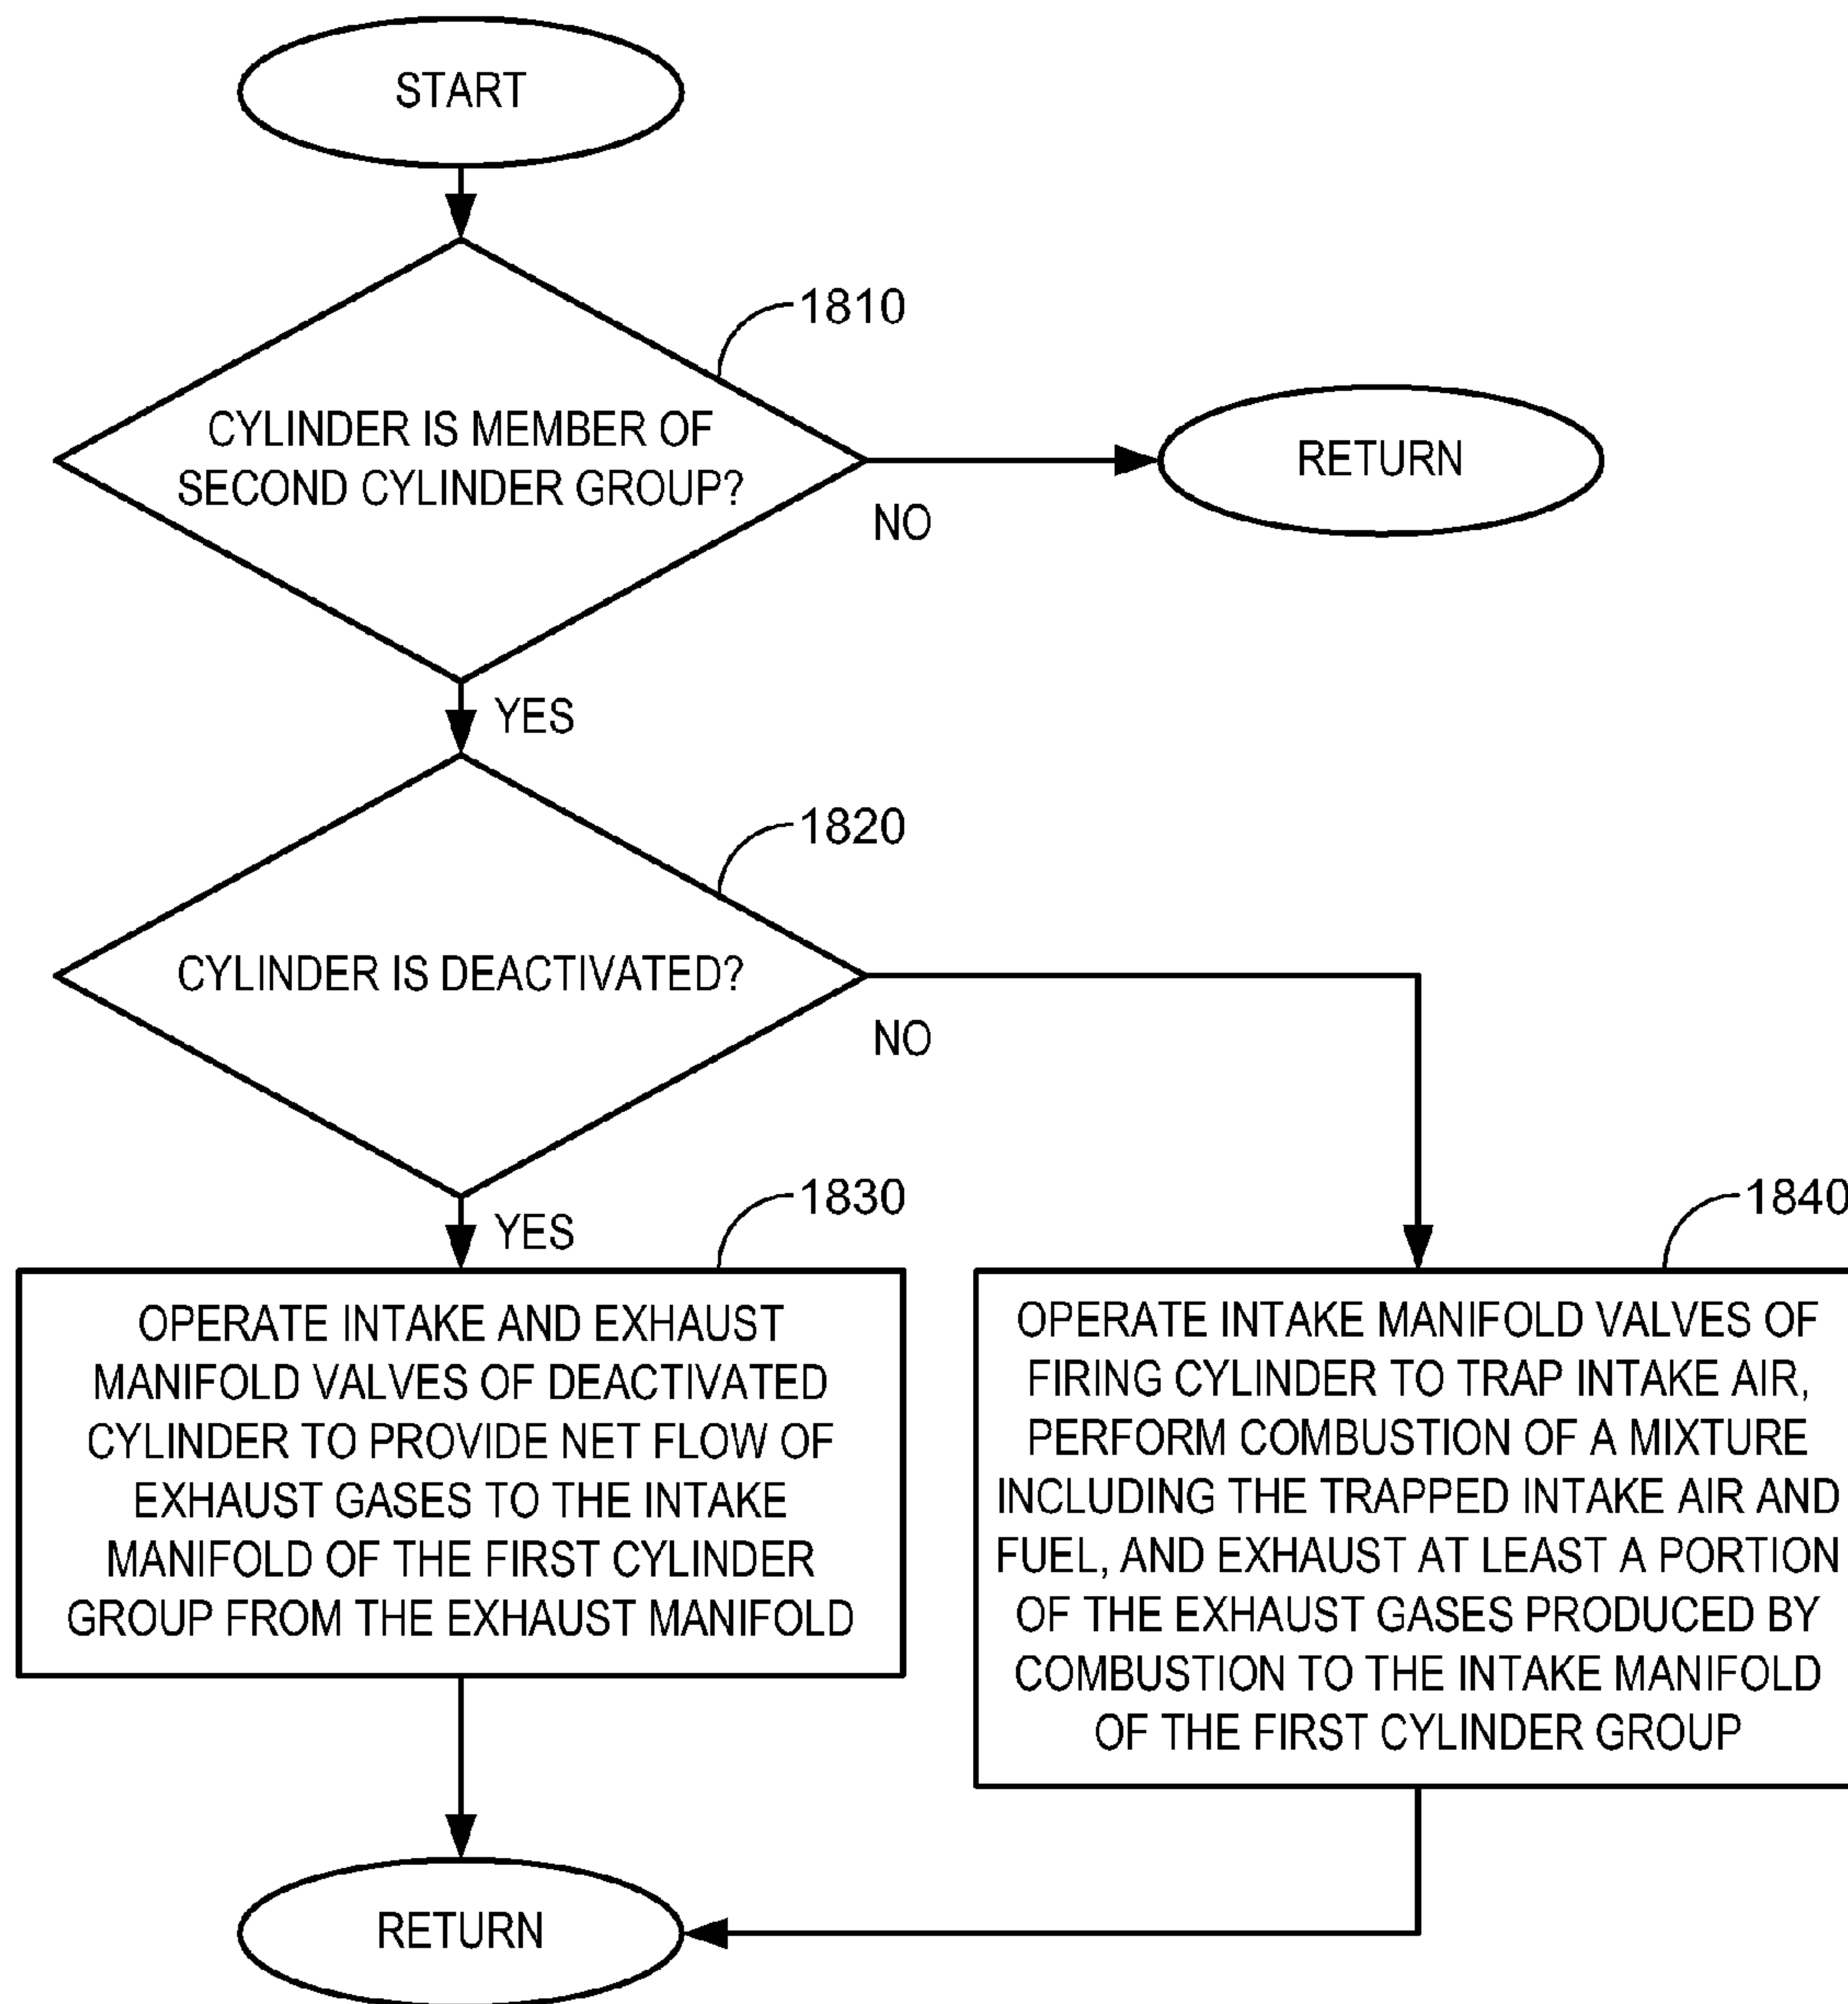 START
1810
CYLINDER IS MEMBER OF
SECOND CYLINDER GROUP?
RETURN
NO
YES
1820
CYLINDER IS DEACTIVATED?
NO
YES
1830
1840
OPERATE INTAKE AND EXHAUST
MANIFOLD VALVES OF DEACTIVATED
CYLINDER TO PROVIDE NET FLOW OF
EXHAUST GASES TO THE INTAKE
MANIFOLD OF THE FIRST CYLINDER
GROUP FROM THE EXHAUST MANIFOLD
OPERATE INTAKE MANIFOLD VALVES OF
FIRING CYLINDER TO TRAP INTAKE AIR,
PERFORM COMBUSTION OF A MIXTURE
INCLUDING THE TRAPPED INTAKE AIR AND
FUEL, AND EXHAUST AT LEAST A PORTION
OF THE EXHAUST GASES PRODUCED BY
COMBUSTION TO THE INTAKE MANIFOLD
OF THE FIRST CYLINDER GROUP
RETURN